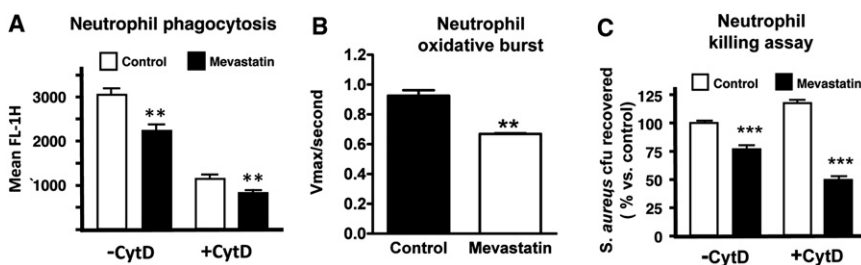 A
Neutrophil phagocytosis
Control Mevastatin
Mean FL-1H
3000
2000
`1000
0
**
**
-CytD +CytD
B
Neutrophil
oxidative burst
Vmax/second
1.2
1.0
0.8
0.6
0.4
0.2
0.0
**
Control Mevastatin
C
Neutrophil
killing assay
Control Mevastatin
S. aureus cfu recovered
( % vs. control)
125
100
75
50
25
0
***
***
-CytD +CytD